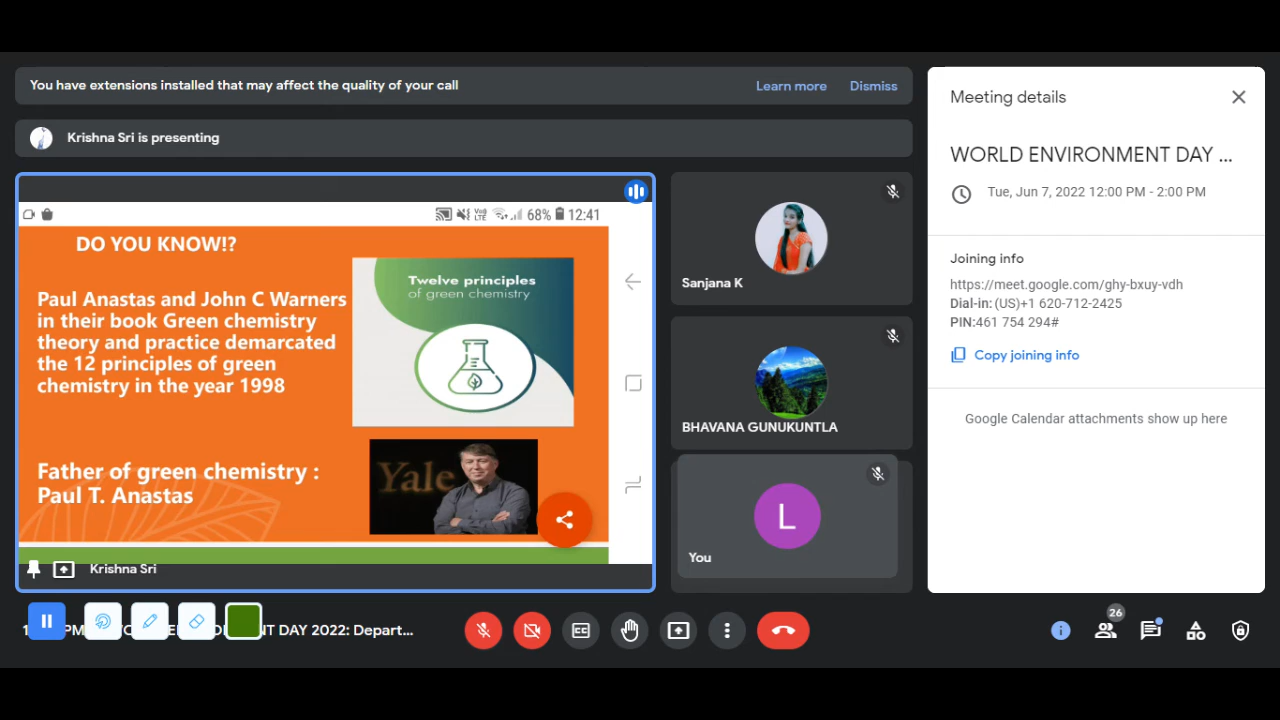 You have extensions installed that may affect the quality of your call
Learn more
Dismiss
Krishna Sri is presenting
68% 12:41
DO YOU KNOW!?
Paul Anastas and John C Warners
in their book Green chemistry
theory and practice demarcated
the 12 principles of green
chemistry in the year 1998
Twelve principles
of green chemistry
Father of green chemistry :
Paul T. Anastas
Yale
Krishna Sri
Sanjana K
BHAVANA GUNUKUNTLA
L
You
Meeting details
WORLD ENVIRONMENT DAY ...
Tue, Jun 7, 2022 12:00 PM - 2:00 PM
Joining info
https://meet.google.com/ghy-bxuy-vdh
Dial-in: (US)+1 620-712-2425
PIN:461 754 294#
Copy joining info
Google Calendar attachments show up here
T DAY 2022: Depart...
CC
26